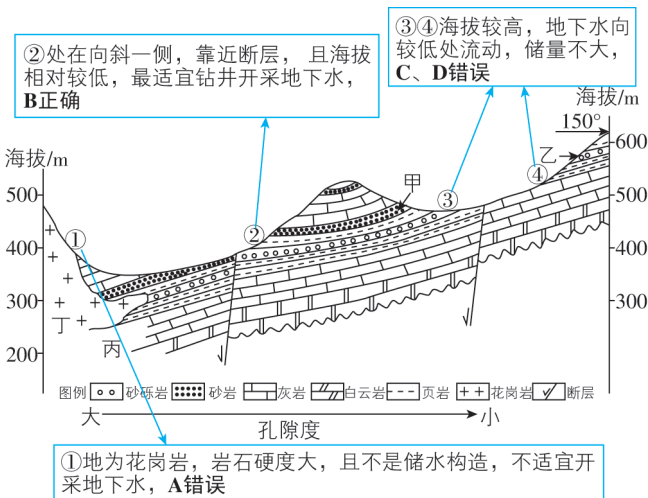 ②处在向斜一侧，靠近断层，且海拔
相对较低，最适宜钻井开采地下水，
B正确
③④海拔较高，地下水向
较低处流动，储量不大，
C、D错误
海拔/m
海拔/m
150°
600
乙
④
500
500
甲
③
①
②
400
400
300
300
丁
丙
200
图例 砂砾岩 砂岩 灰岩 白云岩 页岩 花岗岩 断层
大 小
孔隙度
①地为花岗岩，岩石硬度大，且不是储水构造，不适宜开
采地下水，A错误